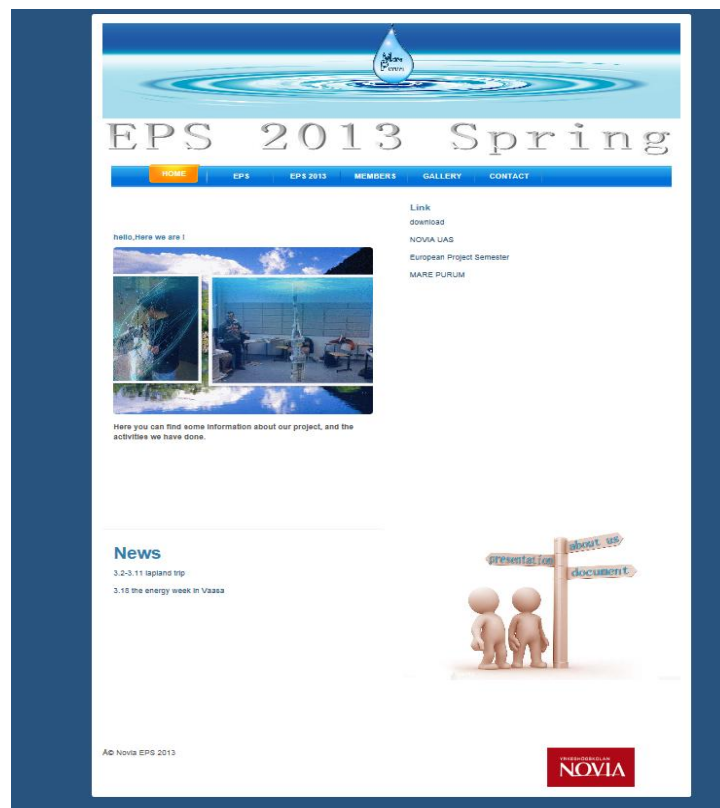 Mare
Purum
EPS 2013 Spring
HOME EPS EPS 2013 MEMBERS GALLERY CONTACT
Link
download
NOVIA UAS
European Project Semester
MARE PURUM
hello,Here we are !
Here you can find some information about our project, and the
activities we have done.
News
3.2-3.11 lapland trip
3.18 the energy week in Vaasa
about us
presentation
document
© Novia EPS 2013
YRKESHÖGSKOLAN
NOVIA